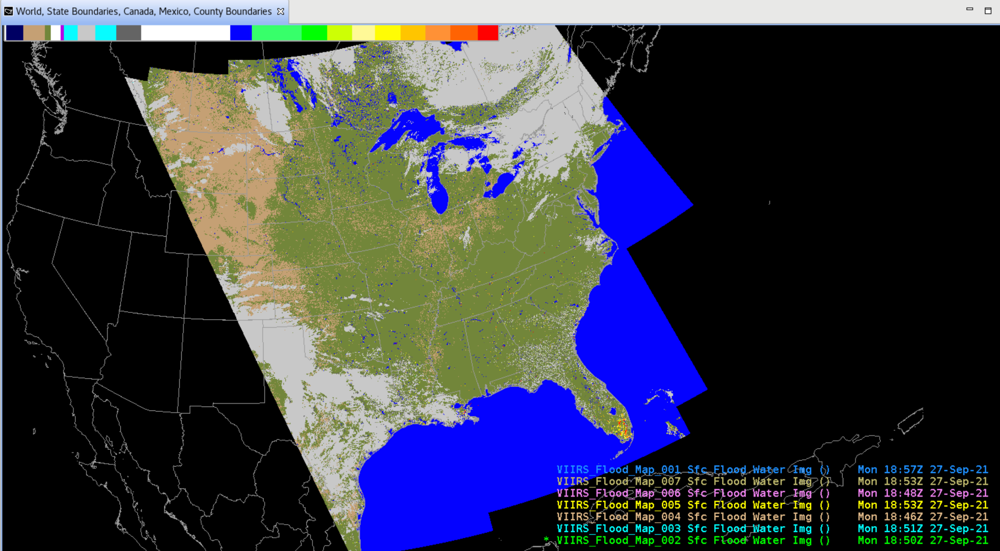 World, State Boundaries, Canada, Mexico, County Boundaries
VIIRS_Flood_Map_001 Sfc Flood Water Img () Mon 18:57Z 27-Sep-21
VIIRS_Flood_Map_007 Sfc Flood Water Img () Mon 18:53Z 27-Sep-21
VIIRS_Flood_Map_006 Sfc Flood Water Img () Mon 18:48Z 27-Sep-21
VIIRS_Flood_Map_005 Sfc Flood Water Img () Mon 18:53Z 27-Sep-21
VIIRS_Flood_Map_004 Sfc Flood Water Img () Mon 18:46Z 27-Sep-21
VIIRS_Flood_Map_003 Sfc Flood Water Img () Mon 18:51Z 27-Sep-21
* VIIRS_Flood_Map_002 Sfc Flood Water Img () Mon 18:50Z 27-Sep-21